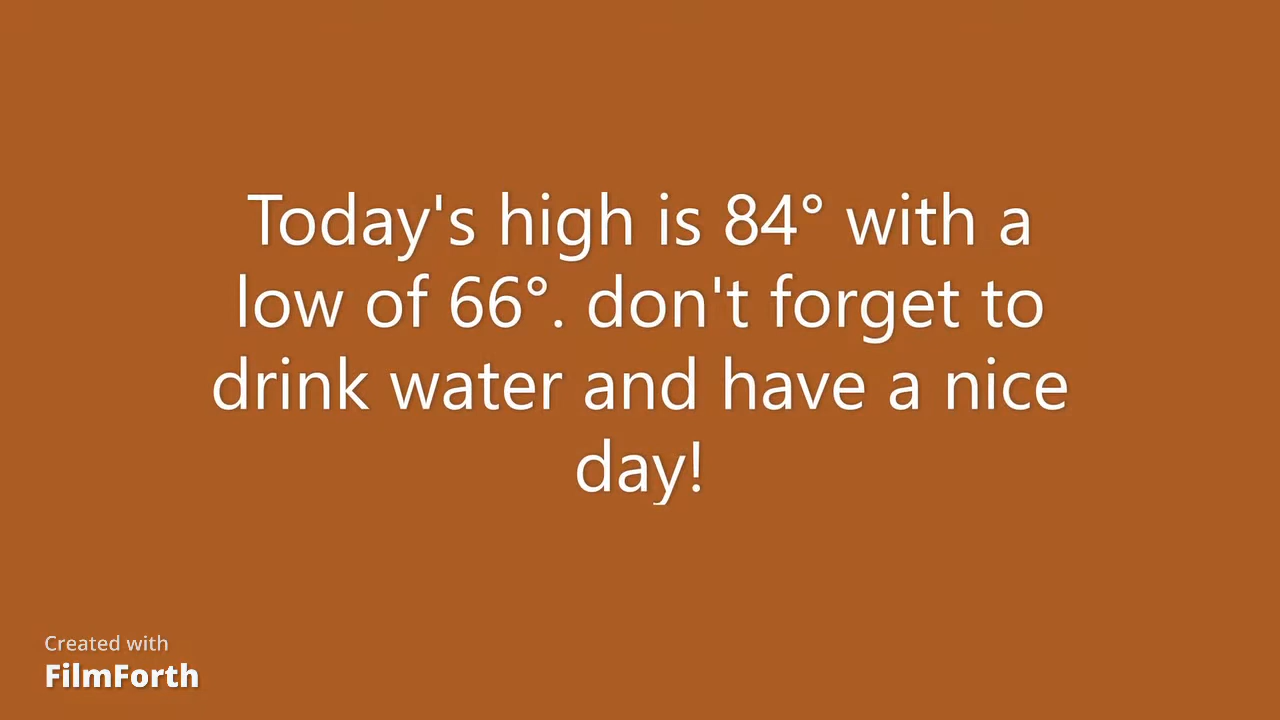 Today's high is 84° with a
low of 66°. don't forget to
drink water and have a nice
day!
Created with
FilmForth